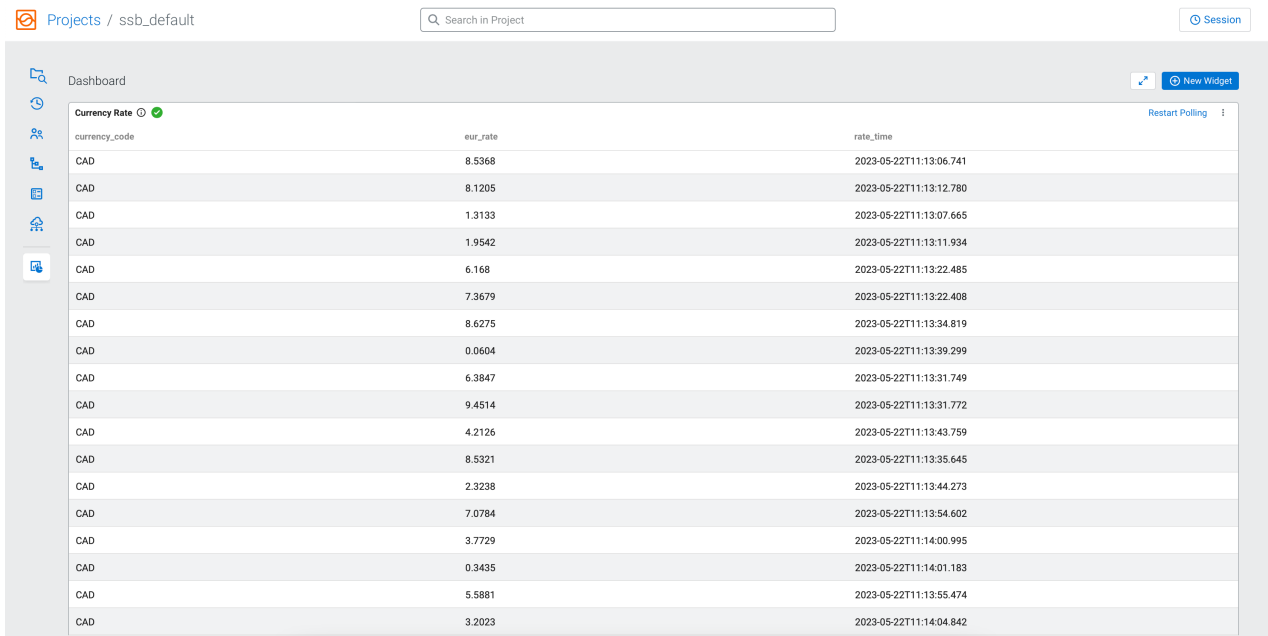 Projects / ssb_default
Search in Project
Session
Dashboard
New Widget
Currency Rate
Restart Polling
currency_code eur_rate rate_time
CAD 8.5368 2023-05-22T11:13:06.741
CAD 8.1205 2023-05-22T11:13:12.780
CAD 1.3133 2023-05-22T11:13:07.665
CAD 1.9542 2023-05-22T11:13:11.934
CAD 6.168 2023-05-22T11:13:22.485
CAD 7.3679 2023-05-22T11:13:22.408
CAD 8.6275 2023-05-22T11:13:34.819
CAD 0.0604 2023-05-22T11:13:39.299
CAD 6.3847 2023-05-22T11:13:31.749
CAD 9.4514 2023-05-22T11:13:31.772
CAD 4.2126 2023-05-22T11:13:43.759
CAD 8.5321 2023-05-22T11:13:35.645
CAD 2.3238 2023-05-22T11:13:44.273
CAD 7.0784 2023-05-22T11:13:54.602
CAD 3.7729 2023-05-22T11:14:00.995
CAD 0.3435 2023-05-22T11:14:01.183
CAD 5.5881 2023-05-22T11:13:55.474
CAD 3.2023 2023-05-22T11:14:04.842